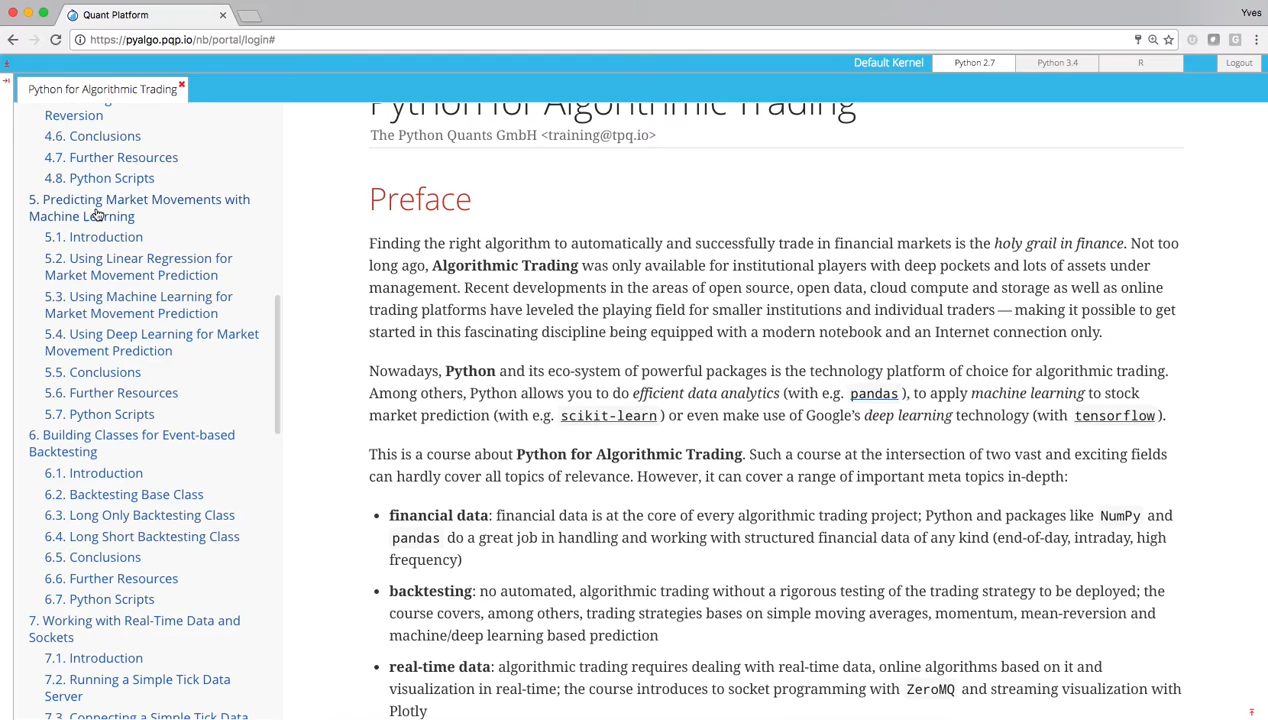 Quant Platform
Yves
https://pyalgo.pqp.io/nb/portal/login#
Default Kernel
Python 2.7
Python 3.4
R
Logout
Python for Algorithmic Trading
Reversion
4.6. Conclusions
4.7. Further Resources
4.8. Python Scripts
5. Predicting Market Movements with
Machine Learning
5.1. Introduction
5.2. Using Linear Regression for
Market Movement Prediction
5.3. Using Machine Learning for
Market Movement Prediction
5.4. Using Deep Learning for Market
Movement Prediction
5.5. Conclusions
5.6. Further Resources
5.7. Python Scripts
6. Building Classes for Event-based
Backtesting
6.1. Introduction
6.2. Backtesting Base Class
6.3. Long Only Backtesting Class
6.4. Long Short Backtesting Class
6.5. Conclusions
6.6. Further Resources
6.7. Python Scripts
7. Working with Real-Time Data and
Sockets
7.1. Introduction
7.2. Running a Simple Tick Data
Server
7.3. Connecting a Simple Tick Data
Python for Algorithmic Trading
The Python Quants GmbH <training@tpq.io>
Preface
Finding the right algorithm to automatically and successfully trade in financial markets is the holy grail in finance. Not too
long ago, Algorithmic Trading was only available for institutional players with deep pockets and lots of assets under
management. Recent developments in the areas of open source, open data, cloud compute and storage as well as online
trading platforms have leveled the playing field for smaller institutions and individual traders — making it possible to get
started in this fascinating discipline being equipped with a modern notebook and an Internet connection only.
Nowadays, Python and its eco-system of powerful packages is the technology platform of choice for algorithmic trading.
Among others, Python allows you to do efficient data analytics (with e.g. pandas), to apply machine learning to stock
market prediction (with e.g. scikit-learn) or even make use of Google's deep learning technology (with tensorflow).
This is a course about Python for Algorithmic Trading. Such a course at the intersection of two vast and exciting fields
can hardly cover all topics of relevance. However, it can cover a range of important meta topics in-depth:
• financial data: financial data is at the core of every algorithmic trading project; Python and packages like NumPy and
pandas do a great job in handling and working with structured financial data of any kind (end-of-day, intraday, high
frequency)
• backtesting: no automated, algorithmic trading without a rigorous testing of the trading strategy to be deployed; the
course covers, among others, trading strategies bases on simple moving averages, momentum, mean-reversion and
machine/deep learning based prediction
• real-time data: algorithmic trading requires dealing with real-time data, online algorithms based on it and
visualization in real-time; the course introduces to socket programming with ZeroMQ and streaming visualization with
Plotly